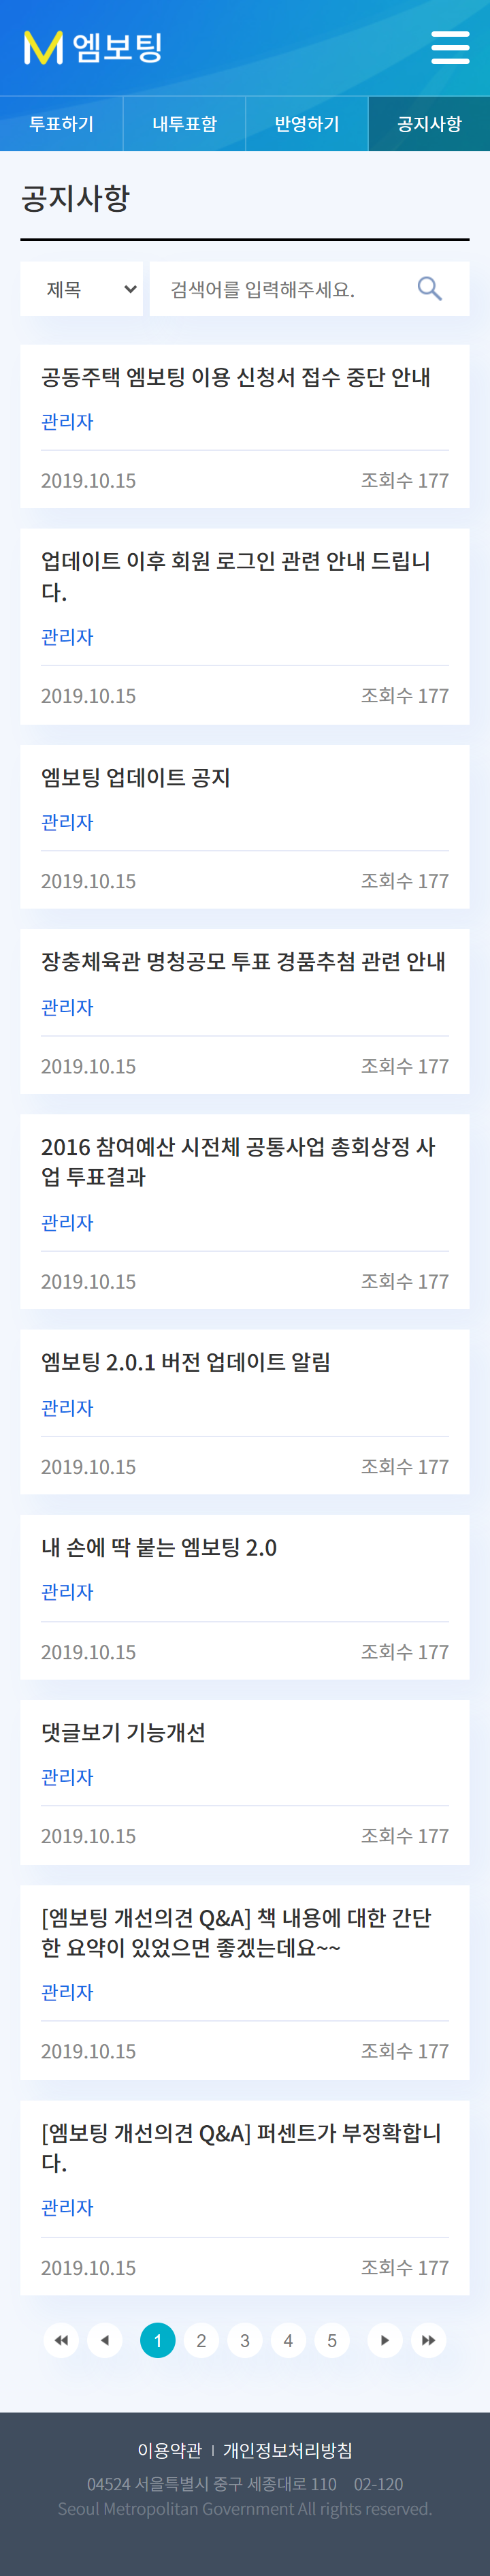 엠보팅
투표하기 내투표함 반영하기 공지사항
공지사항
제목 검색어를 입력해주세요.
공동주택 엠보팅 이용 신청서 접수 중단 안내
관리자
2019.10.15 조회수 177
업데이트 이후 회원 로그인 관련 안내 드립니
다.
관리자
2019.10.15 조회수 177
엠보팅 업데이트 공지
관리자
2019.10.15 조회수 177
장충체육관 명청공모 투표 경품추첨 관련 안내
관리자
2019.10.15 조회수 177
2016 참여예산 시전체 공통사업 총회상정 사
업 투표결과
관리자
2019.10.15 조회수 177
엠보팅 2.0.1 버전 업데이트 알림
관리자
2019.10.15 조회수 177
내 손에 딱 붙는 엠보팅 2.0
관리자
2019.10.15 조회수 177
댓글보기 기능개선
관리자
2019.10.15 조회수 177
[엠보팅 개선의견 Q&A] 책 내용에 대한 간단
한 요약이 있었으면 좋겠는데요~~
관리자
2019.10.15 조회수 177
[엠보팅 개선의견 Q&A] 퍼센트가 부정확합니
다.
관리자
2019.10.15 조회수 177
1 2 3 4 5
이용약관 | 개인정보처리방침
04524 서을특별시 중구 세종대로 110 02-120
Seoul Metropolitan Government All rights reserved.